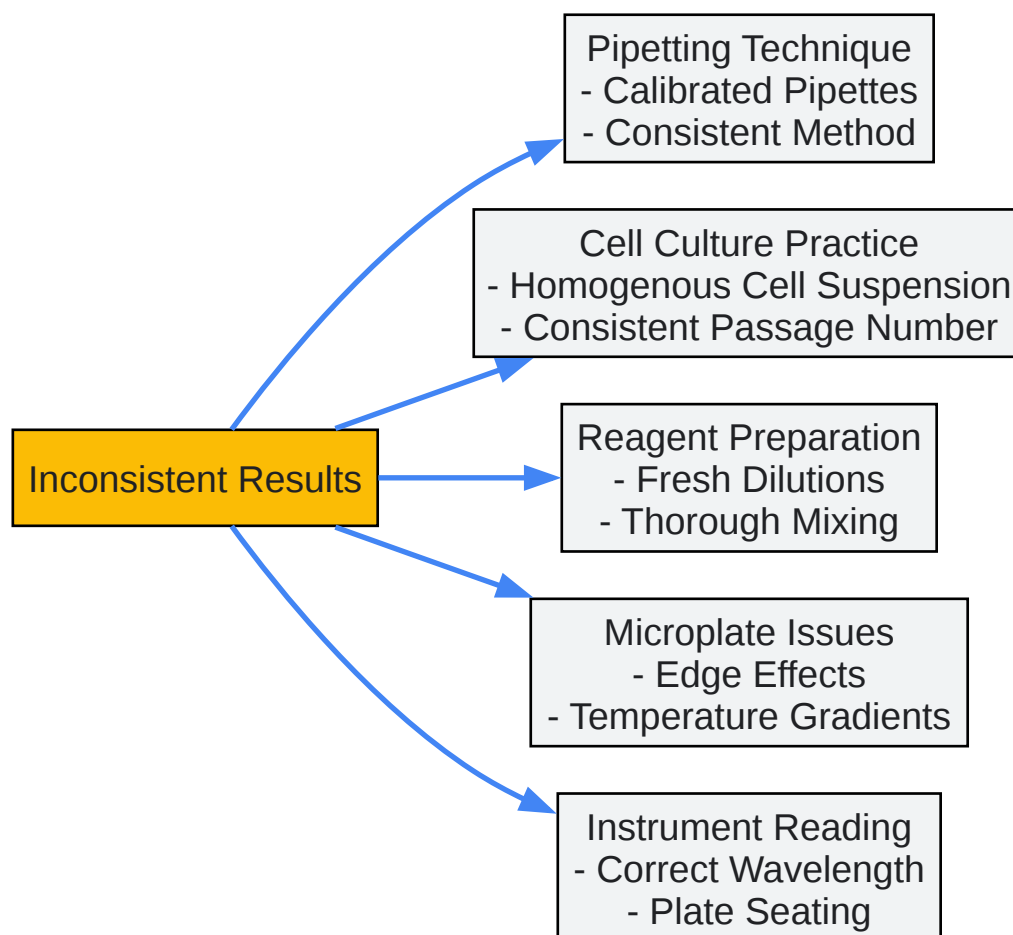 Pipetting Technique
- Calibrated Pipettes
- Consistent Method
Cell Culture Practice
- Homogenous Cell Suspension
- Consistent Passage Number
Inconsistent Results
Reagent Preparation
- Fresh Dilutions
- Thorough Mixing
Microplate Issues
- Edge Effects
- Temperature Gradients
Instrument Reading
- Correct Wavelength
- Plate Seating